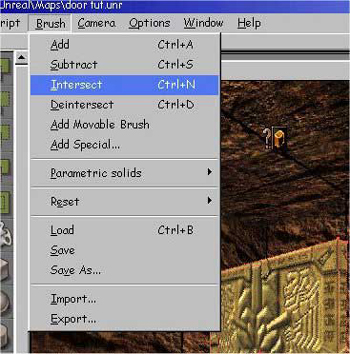 Unreal\Maps\door tut.unr
ript Brush Camera Options Window Help
Add Ctrl+A
Subtract Ctrl+S
Intersect Ctrl+N
Deintersect Ctrl+D
Add Movable Brush
Add Special...
Parametric solids
Reset
Load Ctrl+B
Save
Save As...
Import...
Export...